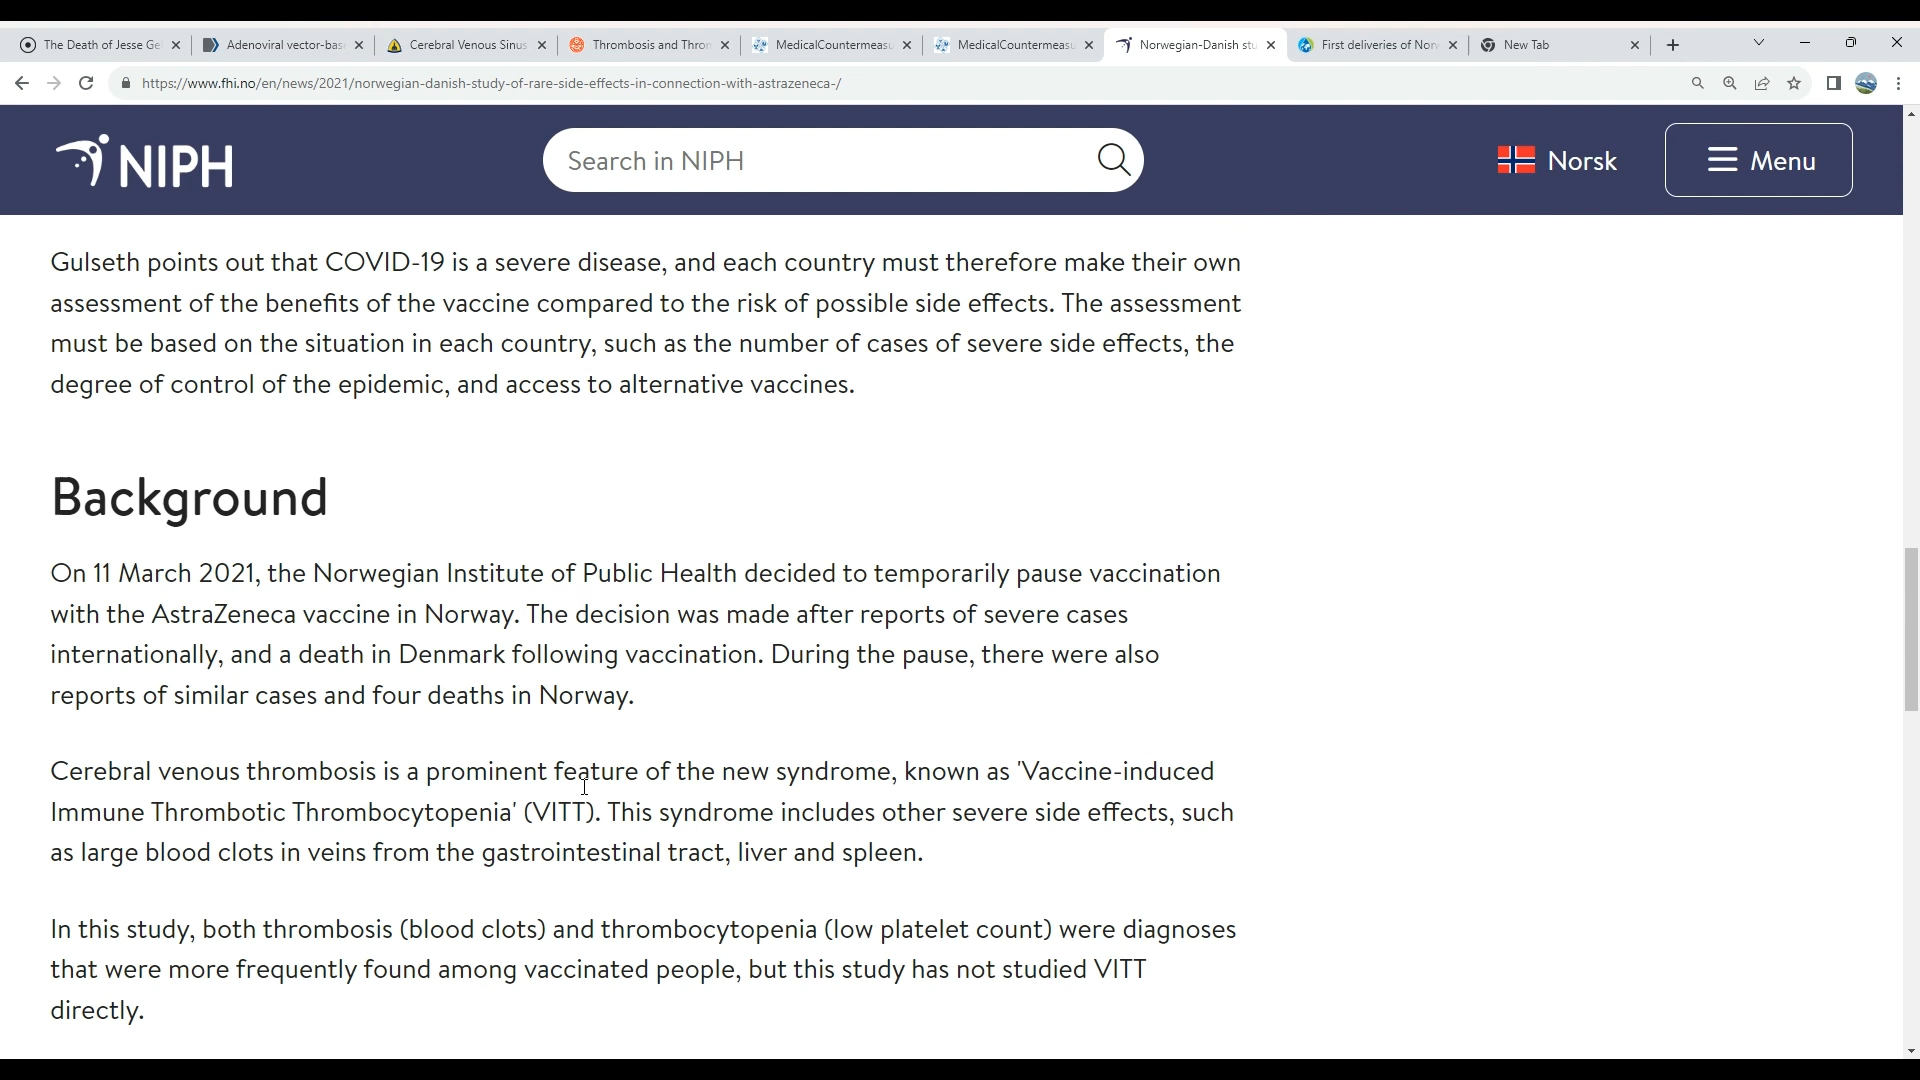 The Death of Jesse Ge
Adenoviral vector-bas
Cerebral Venous Sinus
Thrombosis and Thron
MedicalCountermeasu
MedicalCountermeasu
Norwegian-Danish stu
First deliveries of Nor
New Tab
https://www.fhi.no/en/news/2021/norwegian-danish-study-of-rare-side-effects-in-connection-with-astrazeneca-/
NIPH
Search in NIPH
Norsk
Menu
Gulseth points out that COVID-19 is a severe disease, and each country must therefore make their own
assessment of the benefits of the vaccine compared to the risk of possible side effects. The assessment
must be based on the situation in each country, such as the number of cases of severe side effects, the
degree of control of the epidemic, and access to alternative vaccines.
Background
On 11 March 2021, the Norwegian Institute of Public Health decided to temporarily pause vaccination
with the AstraZeneca vaccine in Norway. The decision was made after reports of severe cases
internationally, and a death in Denmark following vaccination. During the pause, there were also
reports of similar cases and four deaths in Norway.
Cerebral venous thrombosis is a prominent feature of the new syndrome, known as 'Vaccine-induced
Immune Thrombotic Thrombocytopenia' (VITT). This syndrome includes other severe side effects, such
as large blood clots in veins from the gastrointestinal tract, liver and spleen.
In this study, both thrombosis (blood clots) and thrombocytopenia (low platelet count) were diagnoses
that were more frequently found among vaccinated people, but this study has not studied VITT
directly.